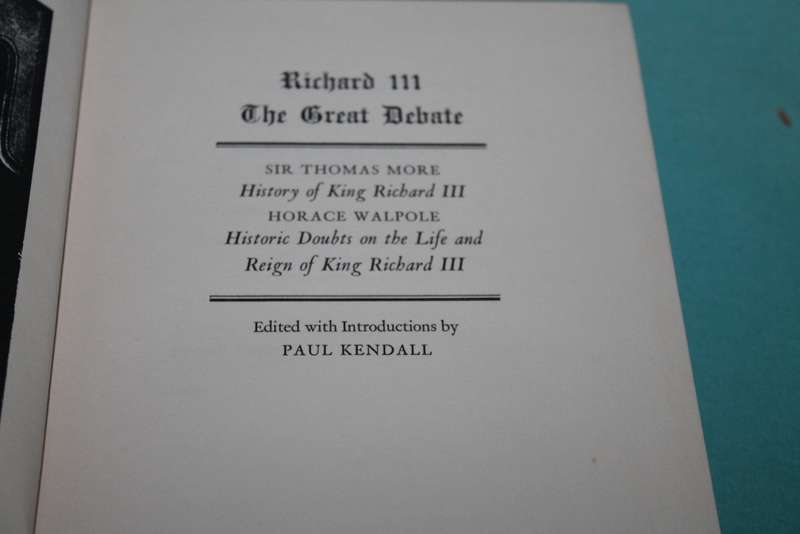 Richard III
The Great Debate
SIR THOMAS MORE
History of King Richard III
HORACE WALPOLE
Historic Doubts on the Life and
Reign of King Richard III
Edited with Introductions by
PAUL KENDALL